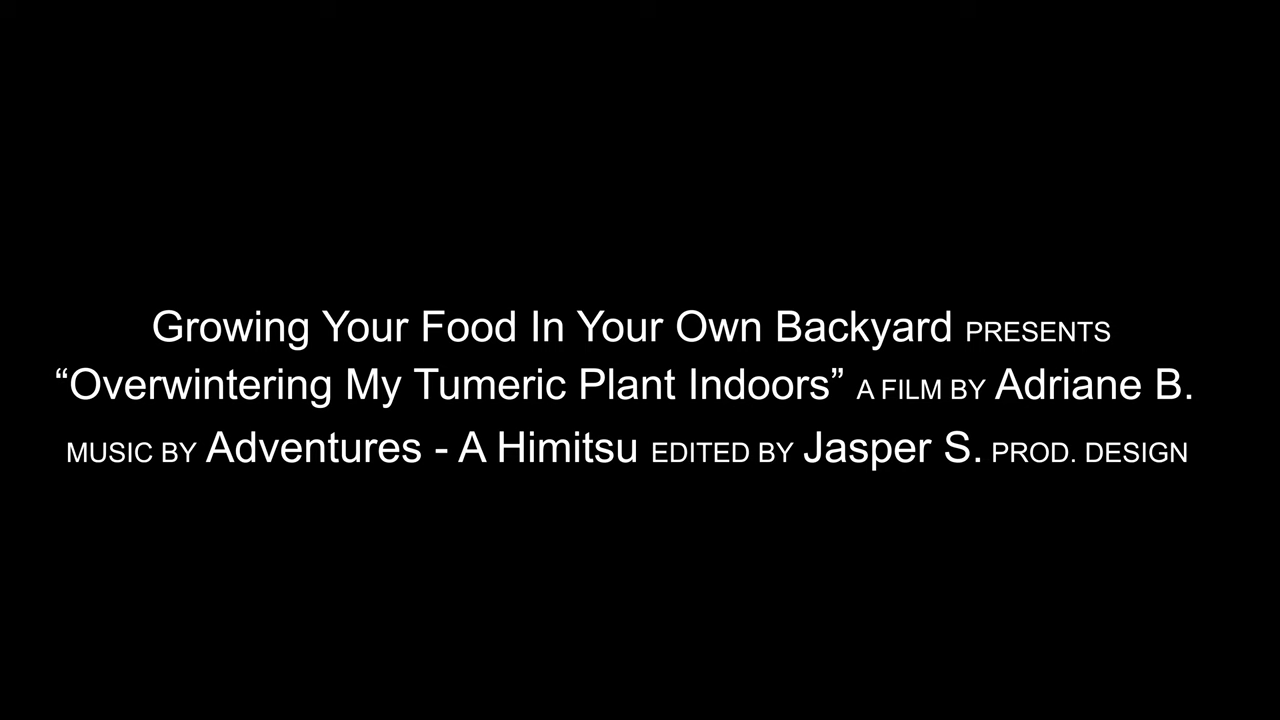 Growing Your Food In Your Own Backyard PRESENTS
“Overwintering My Tumeric Plant Indoors” A FILM BY Adriane B.
MUSIC BY Adventures - A Himitsu EDITED BY Jasper S. PROD. DESIGN